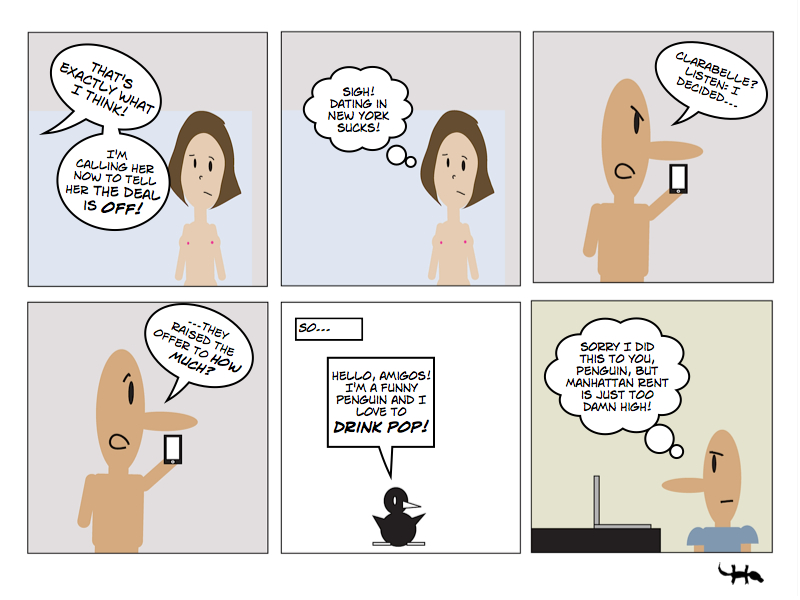 THAT'S
EXACTLY WHAT
I THINK!
I'M
CALLING HER
NOW TO TELL
HER THE DEAL
IS OFF!
SIGH!
DATING IN
NEW YORK
SUCKS!
CLARABELLE?
LISTEN: I
DECIDED...
...THEY
RAISED THE
OFFER TO HOW
MUCH?
SO...
HELLO, AMIGOS!
I'M A FUNNY
PENGUIN AND I
LOVE TO
DRINK POP!
SORRY I DID
THIS TO YOU,
PENGUIN, BUT
MANHATTAN RENT
IS JUST TOO
DAMN HIGH!